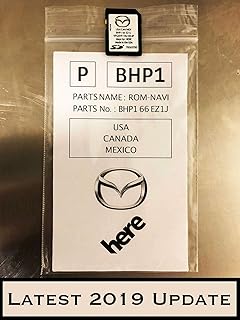 P
BHP1
PARTS NAME : ROM-NAVI
PARTS No. : BHP1 66 EZ1J
USA
CANADA
MEXICO
here
LATEST 2019 UPDATE